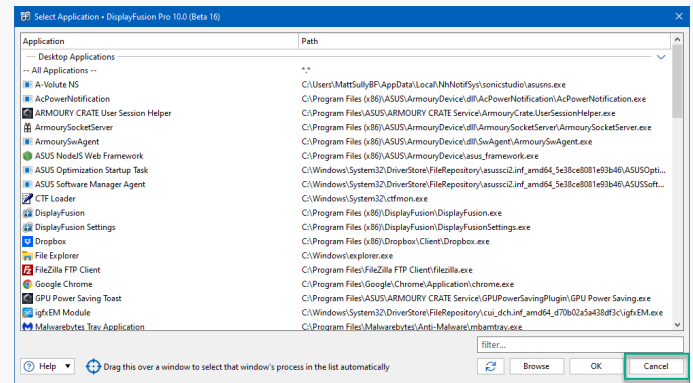 Select Application • DisplayFusion Pro 10.0 (Beta 16)
Application Path
Desktop Applications
-- All Applications -- *.*
A-Volute NS C:\Users\MattSullyBF\AppData\Local\NhNotifSys\sonicstudio\asusns.exe
AcPowerNotification C:\Program Files (x86)\ASUS\ArmouryDevice\dll\AcPowerNotification\AcPowerNotification.exe
ARMOURY CRATE User Session Helper C:\Program Files\ASUS\ARMOURY CRATE Service\ArmouryCrate.UserSessionHelper.exe
ArmourySocketServer C:\Program Files (x86)\ASUS\ArmouryDevice\dll\ArmourySocketServer\ArmourySocketServer.exe
ArmourySwAgent C:\Program Files (x86)\ASUS\ArmouryDevice\dll\SwAgent\ArmourySwAgent.exe
ASUS NodeJS Web Framework C:\Program Files (x86)\ASUS\ArmouryDevice\asus_framework.exe
ASUS Optimization Startup Task C:\Windows\System32\DriverStore\FileRepository\asussci2.inf_amd64_5e38ce8081e93b46\ASUSOpti...
ASUS Software Manager Agent C:\Windows\System32\DriverStore\FileRepository\asussci2.inf_amd64_5e38ce8081e93b46\ASUSSoft...
CTF Loader C:\Windows\System32\ctfmon.exe
DisplayFusion C:\Program Files (x86)\DisplayFusion\DisplayFusion.exe
DisplayFusion Settings C:\Program Files (x86)\DisplayFusion\DisplayFusionSettings.exe
Dropbox C:\Program Files (x86)\Dropbox\Client\Dropbox.exe
File Explorer C:\Windows\explorer.exe
FileZilla FTP Client C:\Program Files\FileZilla FTP Client\filezilla.exe
Google Chrome C:\Program Files\Google\Chrome\Application\chrome.exe
GPU Power Saving Toast C:\Program Files\ASUS\ARMOURY CRATE Service\GPUPowerSavingPlugin\GPU Power Saving.exe
igfxEM Module C:\Windows\System32\DriverStore\FileRepository\cui_dch.inf_amd64_d70b02a5a438df3c\igfxEM.exe
Malwarebytes Tray Application C:\Program Files\Malwarebytes\Anti-Malware\mbamtray.exe
filter...
Help Drag this over a window to select that window's process in the list automatically Browse OK Cancel